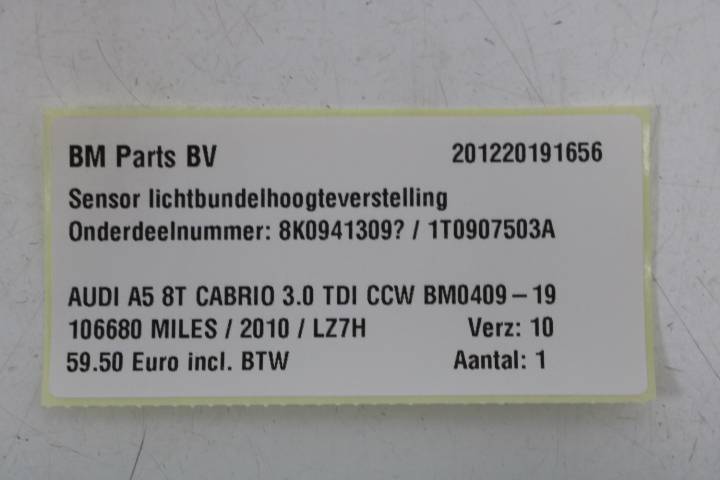 BM Parts BV 201220191656
Sensor lichtbundelhoogteverstelling
Onderdeelnummer: 8K0941309? / 1T0907503A
AUDI A5 8T CABRIO 3.0 TDI CCW BM0409 – 19
106680 MILES / 2010 / LZ7H Verz: 10
59.50 Euro incl. BTW Aantal: 1